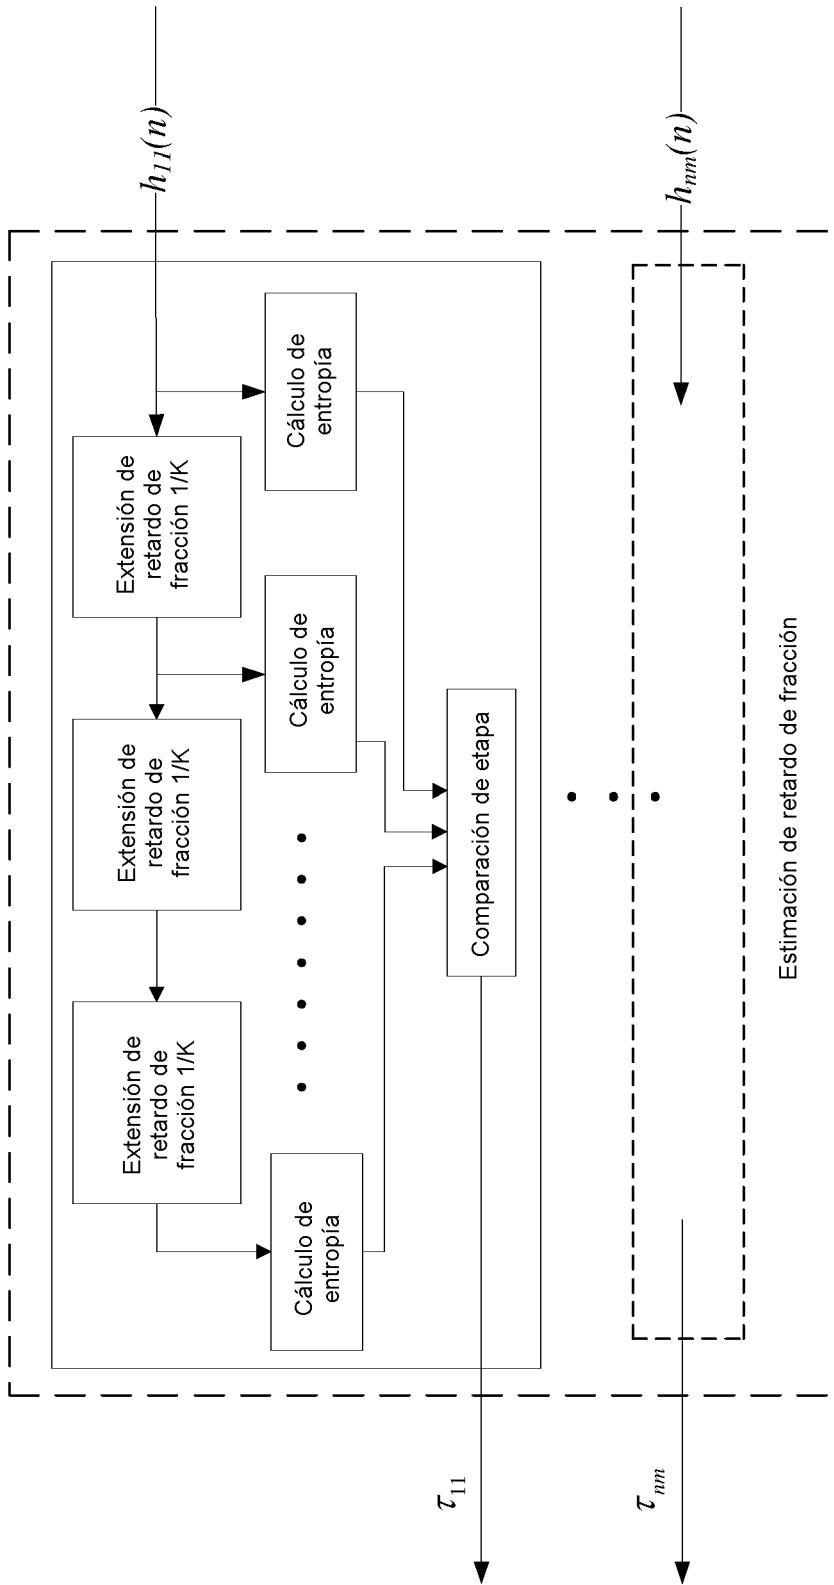 h₁₁(n)
Extensión de
retardo de
fracción 1/K
Extensión de
retardo de
fracción 1/K
Extensión de
retardo de
fracción 1/K
Cálculo de
entropía
Cálculo de
entropía
Cálculo de
entropía
Comparación de etapa
τ₁₁
hₙₘ(n)
τₙₘ
Estimación de retardo de fracción